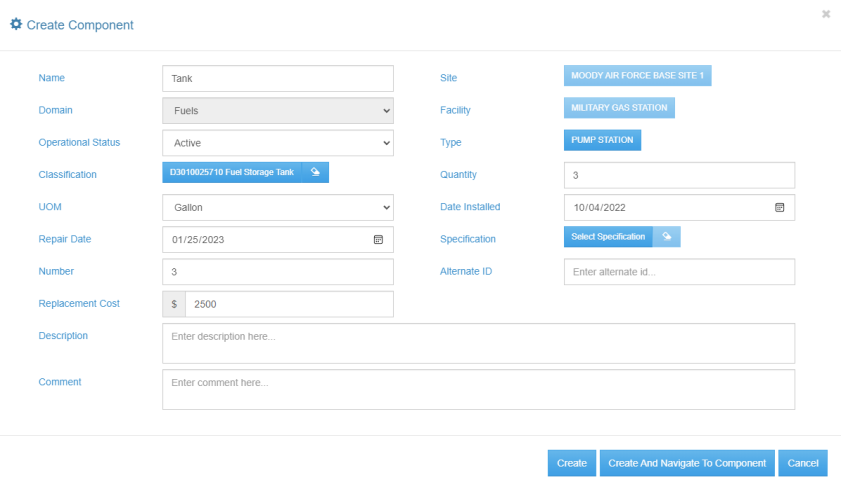 Create Component
Name Tank Site MOODY AIR FORCE BASE SITE 1
Domain Fuels Facility MILITARY GAS STATION
Operational Status Active Type PUMP STATION
Classification D3010025710 Fuel Storage Tank Quantity 3
UOM Gallon Date Installed 10/04/2022
Repair Date 01/25/2023 Specification Select Specification
Number 3 Alternate ID Enter alternate id...
Replacement Cost $ 2500
Description Enter description here...
Comment Enter comment here...
Create Create And Navigate To Component Cancel